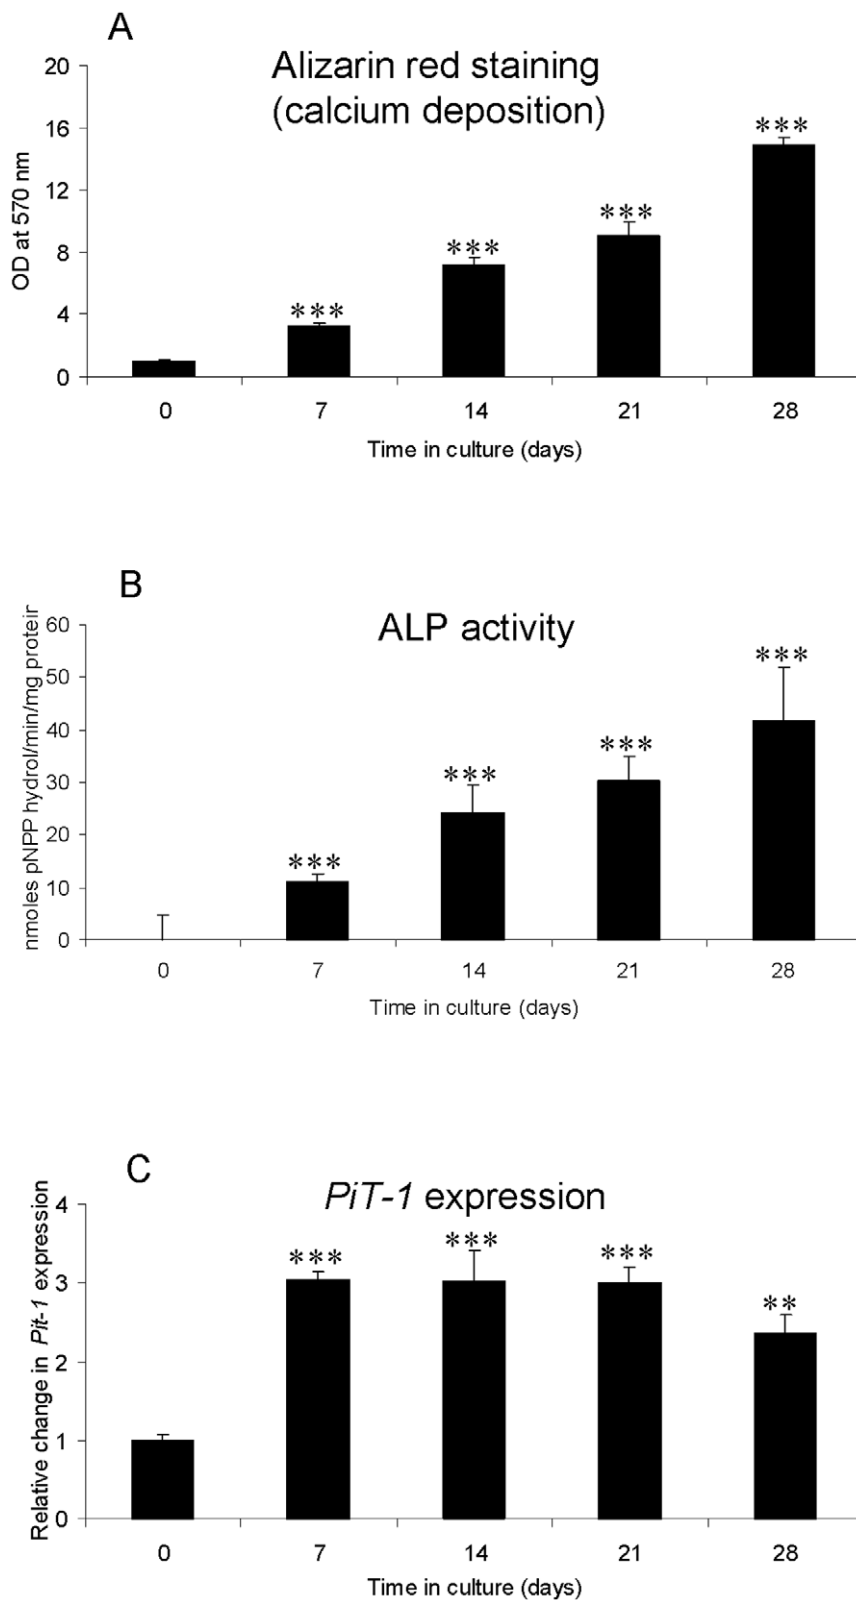 A
Alizarin red staining
(calcium deposition)
OD at 570 nm
20
16
12
8
4
0
***
***
***
***
0 7 14 21 28
Time in culture (days)
B
ALP activity
nmoles pNPP hydrol/min/mg proteir
60
50
40
30
20
10
0
***
***
***
***
0 7 14 21 28
Time in culture (days)
C
PiT-1 expression
Relative change in Pit-1 expression
4
3
2
1
0
***
***
***
**
0 7 14 21 28
Time in culture (days)